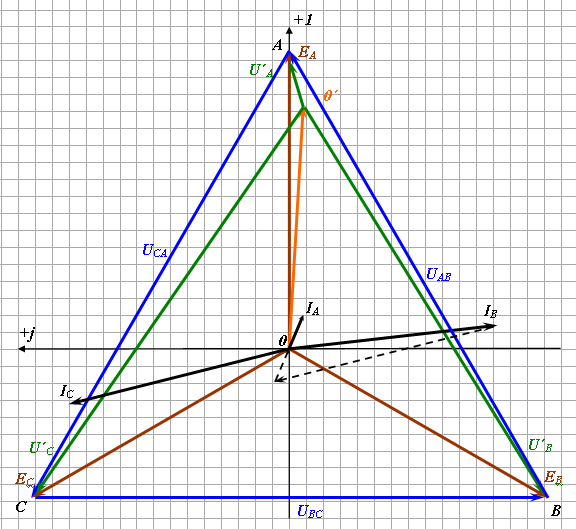 +1
A
E_A
U´_A
0´
U_CA
U_AB
I_A
I_B
+j
0
I_C
U´_C
U´_B
E_C
E_B
C
U_BC
B